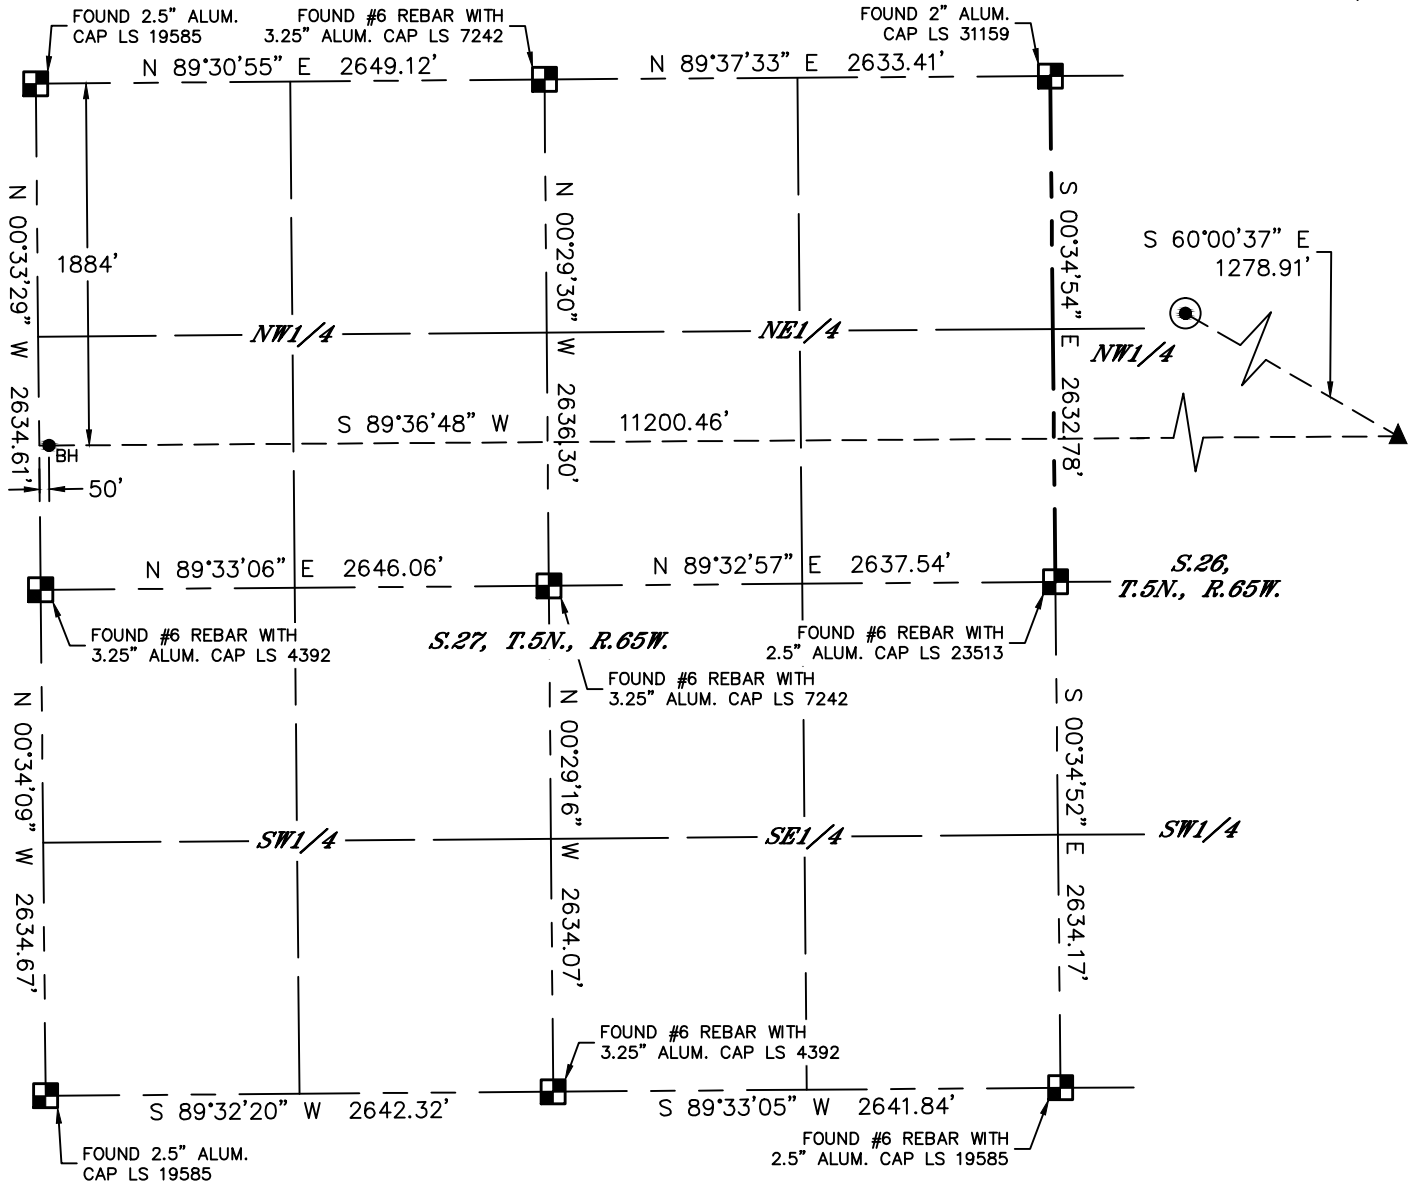 FOUND 2.5" ALUM.
CAP LS 19585
FOUND #6 REBAR WITH
3.25" ALUM. CAP LS 7242
FOUND 2" ALUM.
CAP LS 31159
N 89°30'55" E 2649.12'
N 89°37'33" E 2633.41'
N 00°33'29" W 2634.61'
1884'
N 00°29'30" W 2636.30'
S 00°34'54" E 2632.78'
S 60°00'37" E
1278.91'
NW1/4
NE1/4
NW1/4
S 89°36'48" W 11200.46'
BH
50'
N 89°33'06" E 2646.06'
N 89°32'57" E 2637.54'
S.26,
T.5N., R.65W.
FOUND #6 REBAR WITH
3.25" ALUM. CAP LS 4392
S.27, T.5N., R.65W.
FOUND #6 REBAR WITH
2.5" ALUM. CAP LS 23513
FOUND #6 REBAR WITH
3.25" ALUM. CAP LS 7242
N 00°34'09" W 2634.67'
N 00°29'16" W 2634.07'
S 00°34'52" E 2634.17'
SW1/4
SE1/4
SW1/4
FOUND #6 REBAR WITH
3.25" ALUM. CAP LS 4392
S 89°32'20" W 2642.32'
S 89°33'05" W 2641.84'
FOUND 2.5" ALUM.
CAP LS 19585
FOUND #6 REBAR WITH
2.5" ALUM. CAP LS 19585